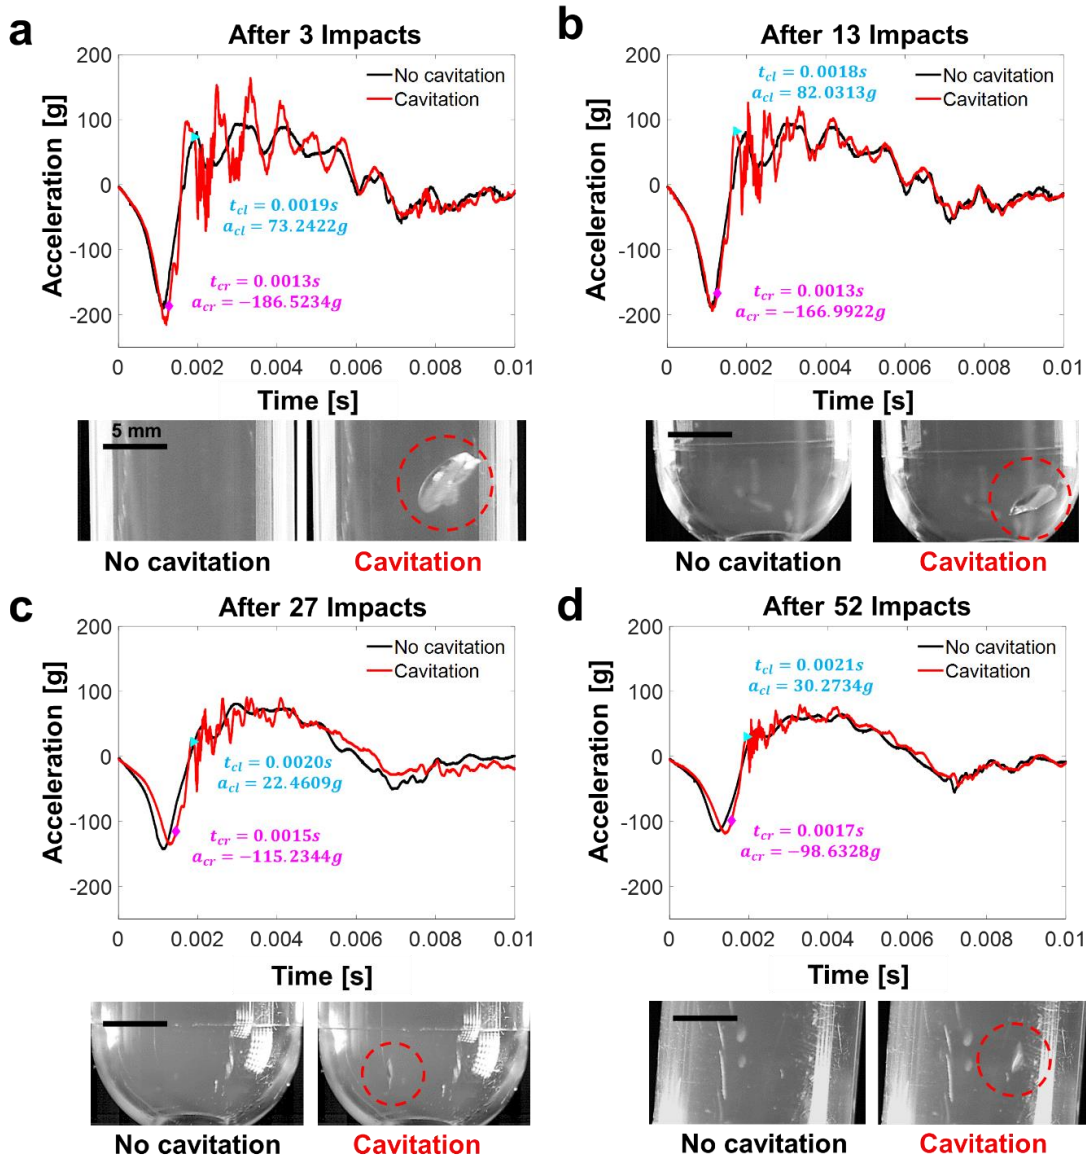 a
After 3 Impacts
Acceleration [g]
200
100
0
-100
-200
No cavitation
Cavitation
t_cl = 0.0019s
a_cl = 73.2422g
t_cr = 0.0013s
a_cr = −186.5234g
0 0.002 0.004 0.006 0.008 0.01
Time [s]
5 mm
No cavitation
Cavitation
b
After 13 Impacts
Acceleration [g]
200
100
0
-100
-200
t_cl = 0.0018s
a_cl = 82.0313g
No cavitation
Cavitation
t_cr = 0.0013s
a_cr = −166.9922g
0 0.002 0.004 0.006 0.008 0.01
Time [s]
No cavitation
Cavitation
c
After 27 Impacts
Acceleration [g]
200
100
0
-100
-200
No cavitation
Cavitation
t_cl = 0.0020s
a_cl = 22.4609g
t_cr = 0.0015s
a_cr = −115.2344g
0 0.002 0.004 0.006 0.008 0.01
Time [s]
No cavitation
Cavitation
d
After 52 Impacts
Acceleration [g]
200
100
0
-100
-200
No cavitation
Cavitation
t_cl = 0.0021s
a_cl = 30.2734g
t_cr = 0.0017s
a_cr = −98.6328g
0 0.002 0.004 0.006 0.008 0.01
Time [s]
No cavitation
Cavitation